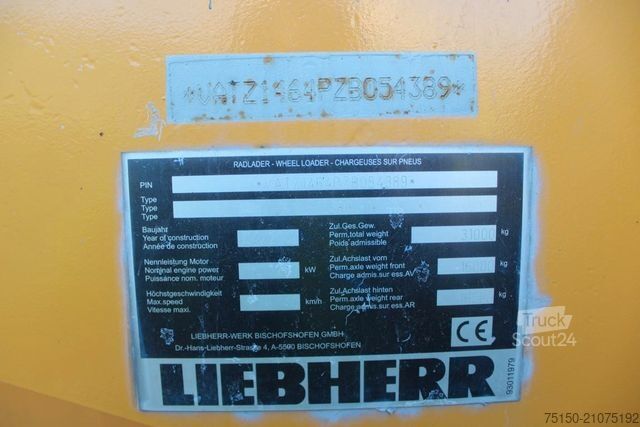 *VATZ1464PZB054389*
RADLADER - WHEEL LOADER - CHARGEUSES SUR PNEUS
PIN
Type
Type
Type
Baujahr
Year of construction
Année de construction
Zul.Ges.Gew.
Perm.total weight 31000 kg
Poids admissible
Nennleistung Motor
Nominal engine power kW
Puissance nom. moteur
Zul.Achslast vorn
Perm.axle weight front kg
Charge admis.sur ess.AV
Höchstgeschwindigkeit
Max.speed km/h
Vitesse maxi.
Zul.Achslast hinten
Perm.axle weight rear kg
Charge admis.sur ess.AR
LIEBHERR-WERK BISCHOFSHOFEN GMBH
Dr.-Hans-Liebherr-Straße 4, A-5500 BISCHOFSHOFEN
CE
LIEBHERR
93011979
Truck
Scout24
75150-21075192